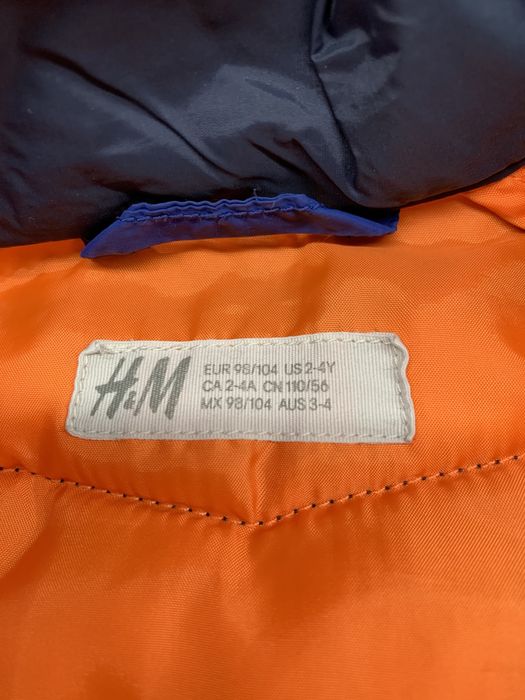 H&M
EUR 98/104 US 2-4Y
CA 2-4A CN 110/56
MX 98/104 AUS 3-4